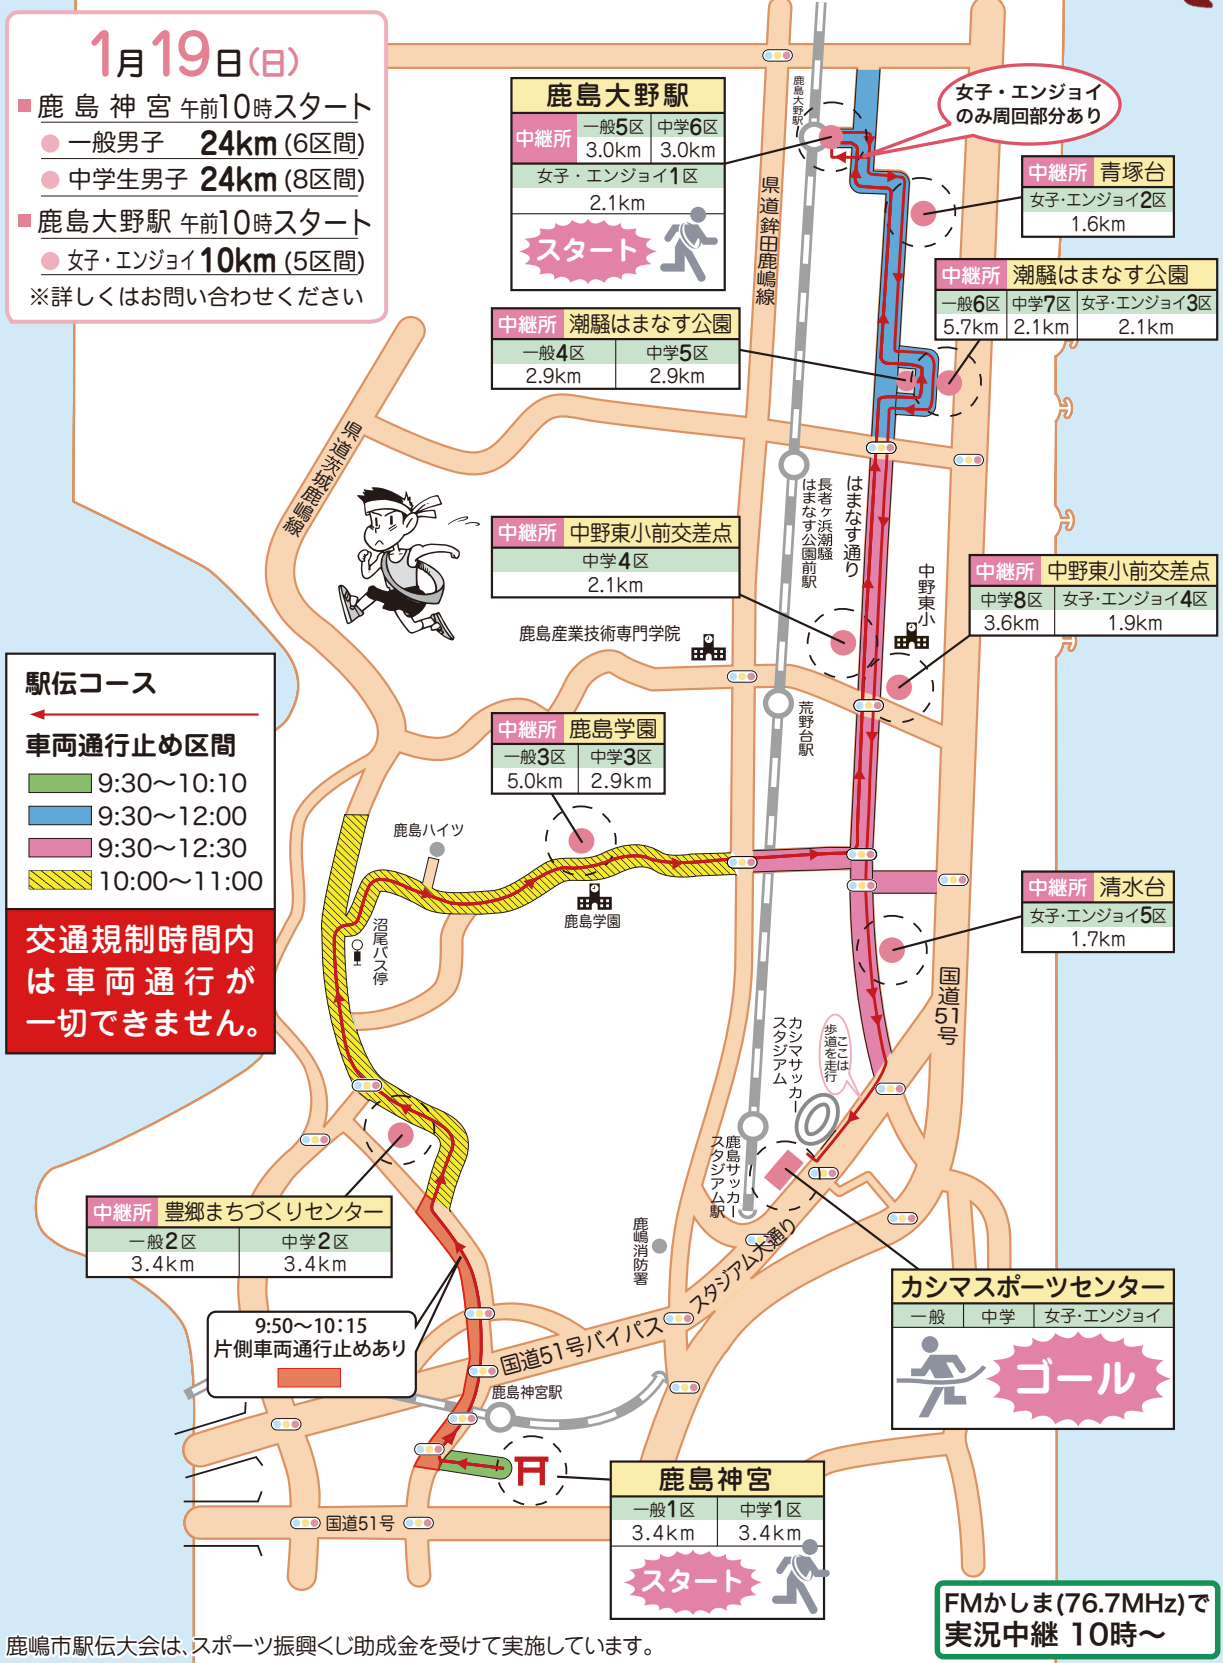 1月19日(日)
■鹿島神宮 午前10時スタート
●一般男子 24km(6区間)
●中学生男子 24km(8区間)
■鹿島大野駅 午前10時スタート
●女子・エンジョイ10km(5区間)
※詳しくはお問い合わせください
鹿島大野駅
中継所
一般5区 中学6区
3.0km 3.0km
女子・エンジョイ1区
2.1km
スタート
鹿島大野駅
女子・エンジョイ
のみ周回部分あり
中継所 青塚台
女子・エンジョイ2区
1.6km
県道鉾田鹿嶋線
中継所 潮騒はまなす公園
一般6区 中学7区 女子・エンジョイ3区
5.7km 2.1km 2.1km
中継所 潮騒はまなす公園
一般4区 中学5区
2.9km 2.9km
県道茨城鹿嶋線
長者ヶ浜潮騒
はまなす公園前駅
はまなす通り
中継所 中野東小前交差点
中学4区
2.1km
中野東小
中継所 中野東小前交差点
中学8区 女子・エンジョイ4区
3.6km 1.9km
鹿島産業技術専門学院
駅伝コース
車両通行止め区間
9:30～10:10
9:30～12:00
9:30～12:30
10:00～11:00
交通規制時間内
は車両通行が
一切できません。
中継所 鹿島学園
一般3区 中学3区
5.0km 2.9km
荒野台駅
鹿島ハイツ
鹿島学園
沼尾バス停
中継所 清水台
女子・エンジョイ5区
1.7km
国道51号
カシマサッカー
スタジアム
ここは
歩道を走行
鹿島サッカー
スタジアム駅
中継所 豊郷まちづくりセンター
一般2区 中学2区
3.4km 3.4km
鹿嶋消防署
スタジアム大通り
カシマスポーツセンター
一般 中学 女子・エンジョイ
ゴール
9:50～10:15
片側車両通行止めあり
国道51号バイパス
鹿島神宮駅
鹿島神宮
一般1区 中学1区
3.4km 3.4km
スタート
国道51号
FMかしま(76.7MHz)で
実況中継 10時～
鹿嶋市駅伝大会は、スポーツ振興くじ助成金を受けて実施しています。